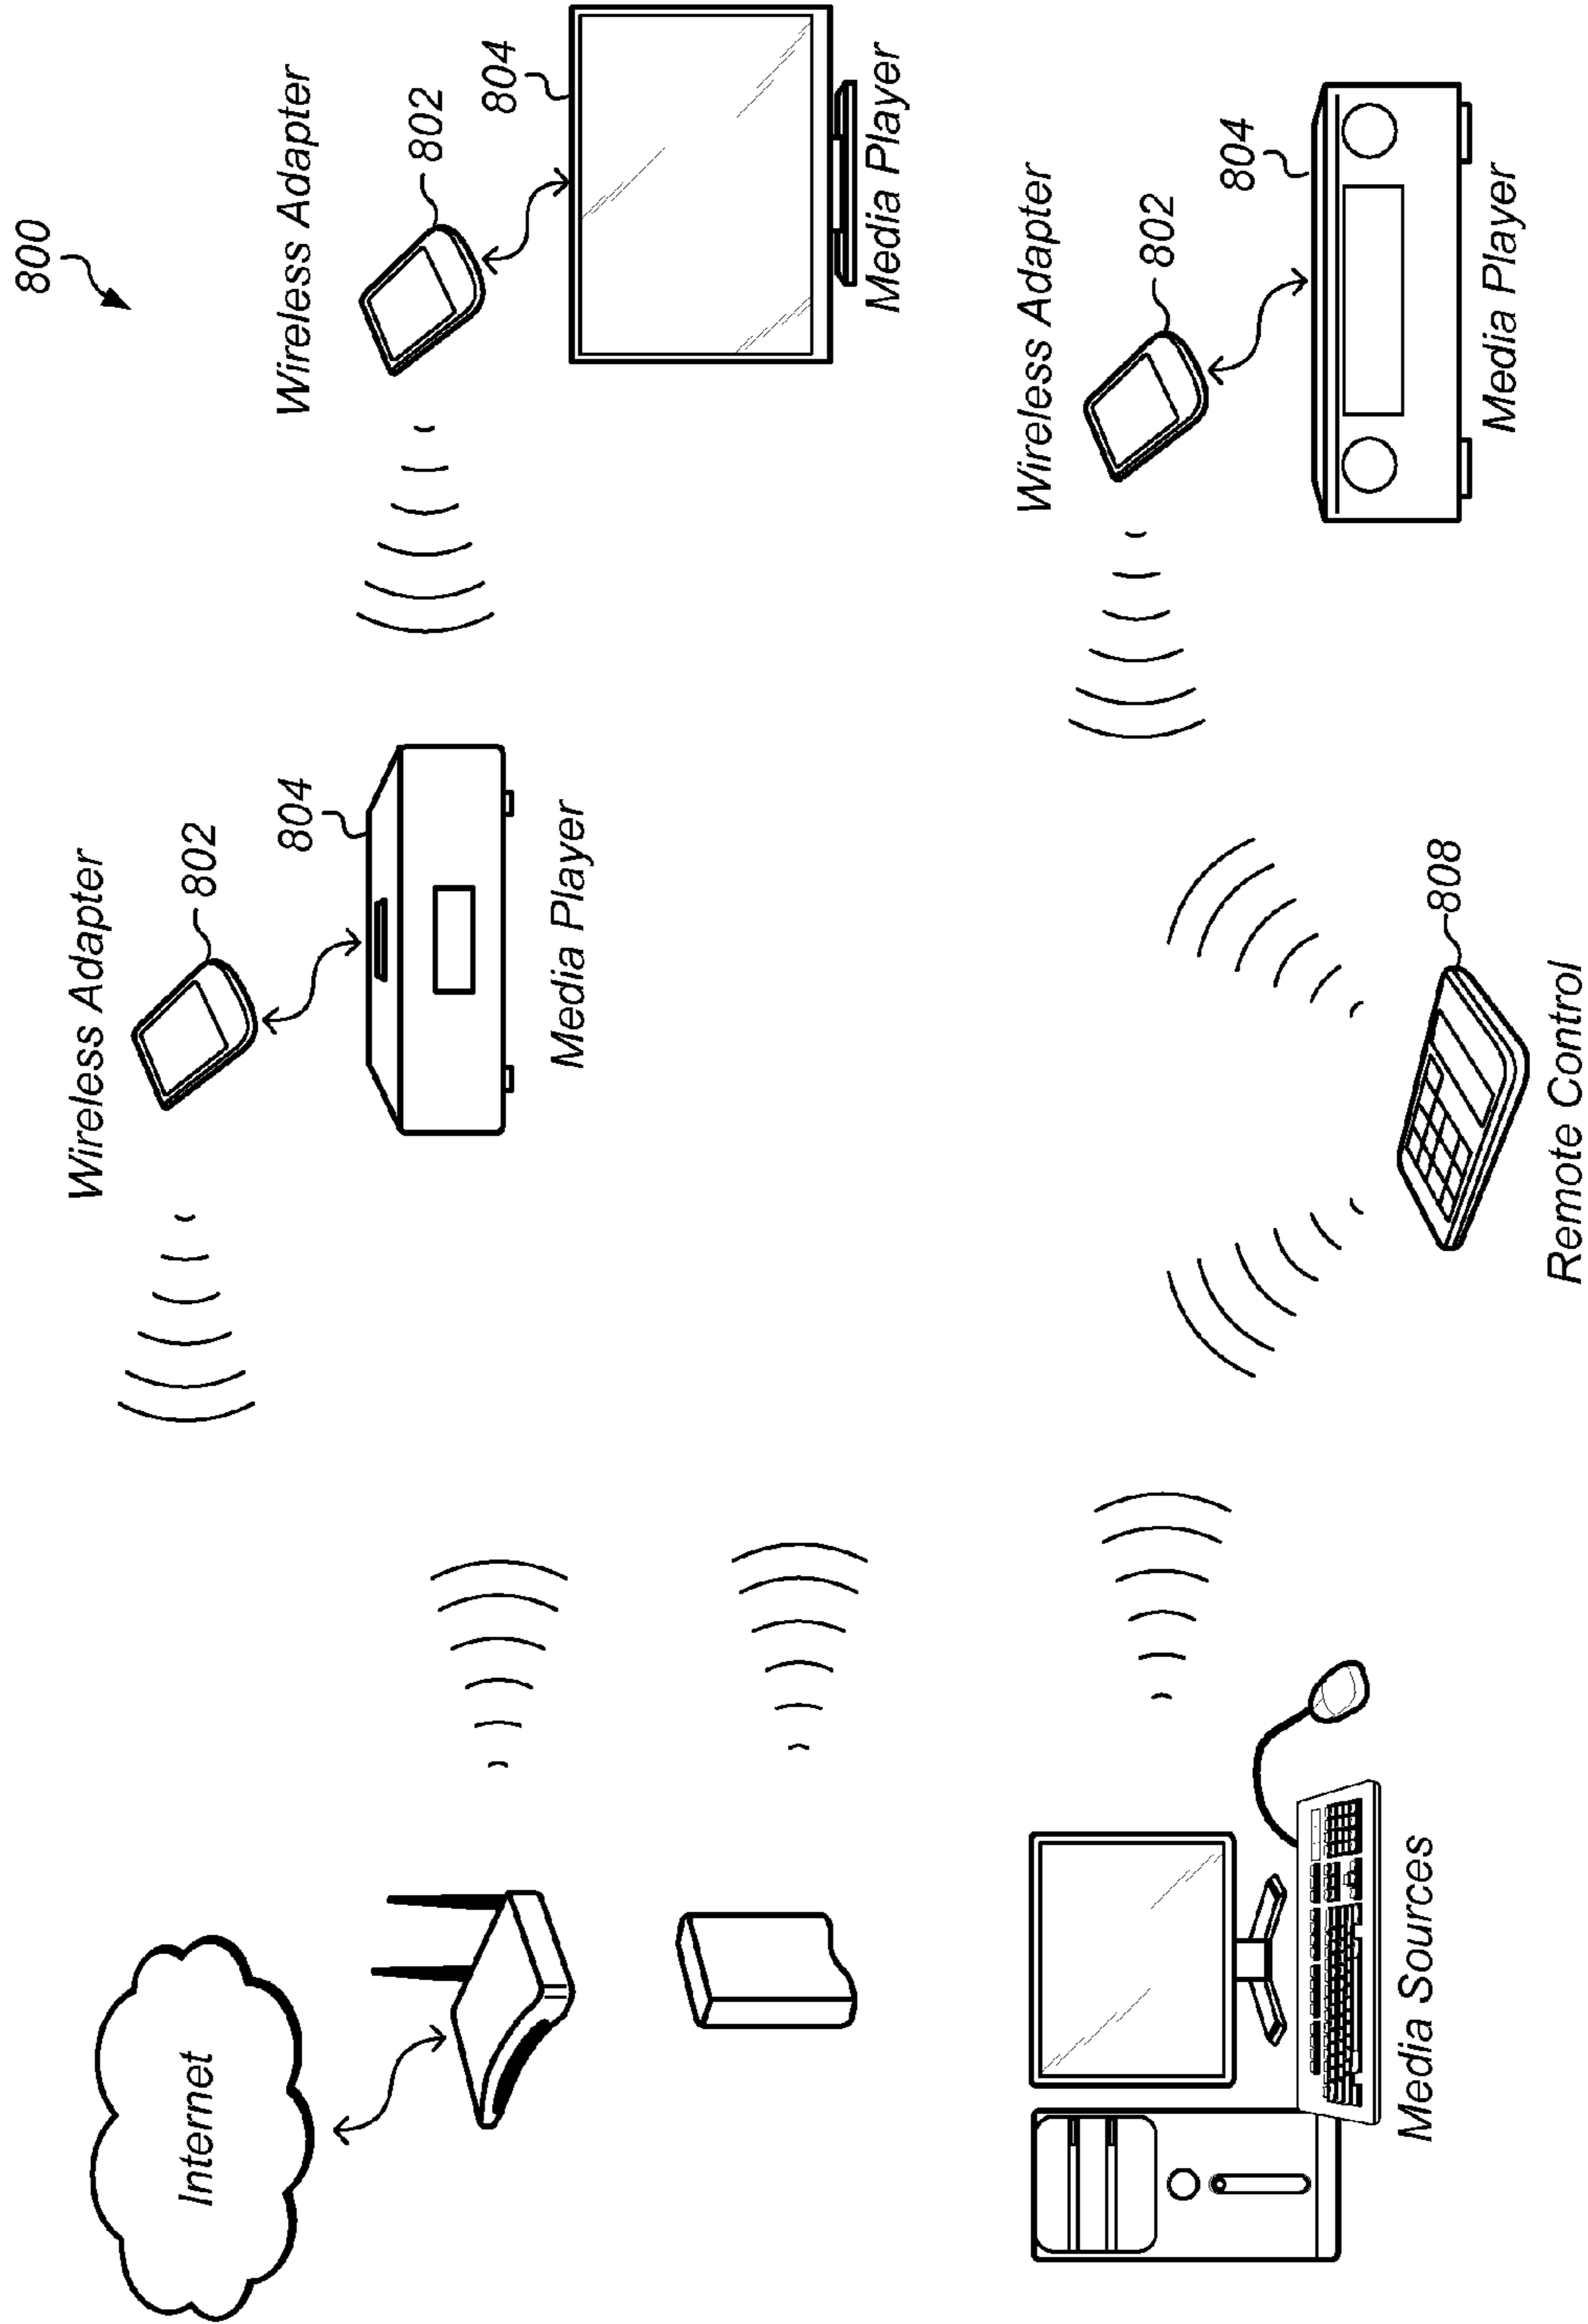 800
Wireless Adapter
802
804
Media Player
Wireless Adapter
802
804
Media Player
Internet
Wireless Adapter
802
804
Media Player
808
Remote Control
Media Sources